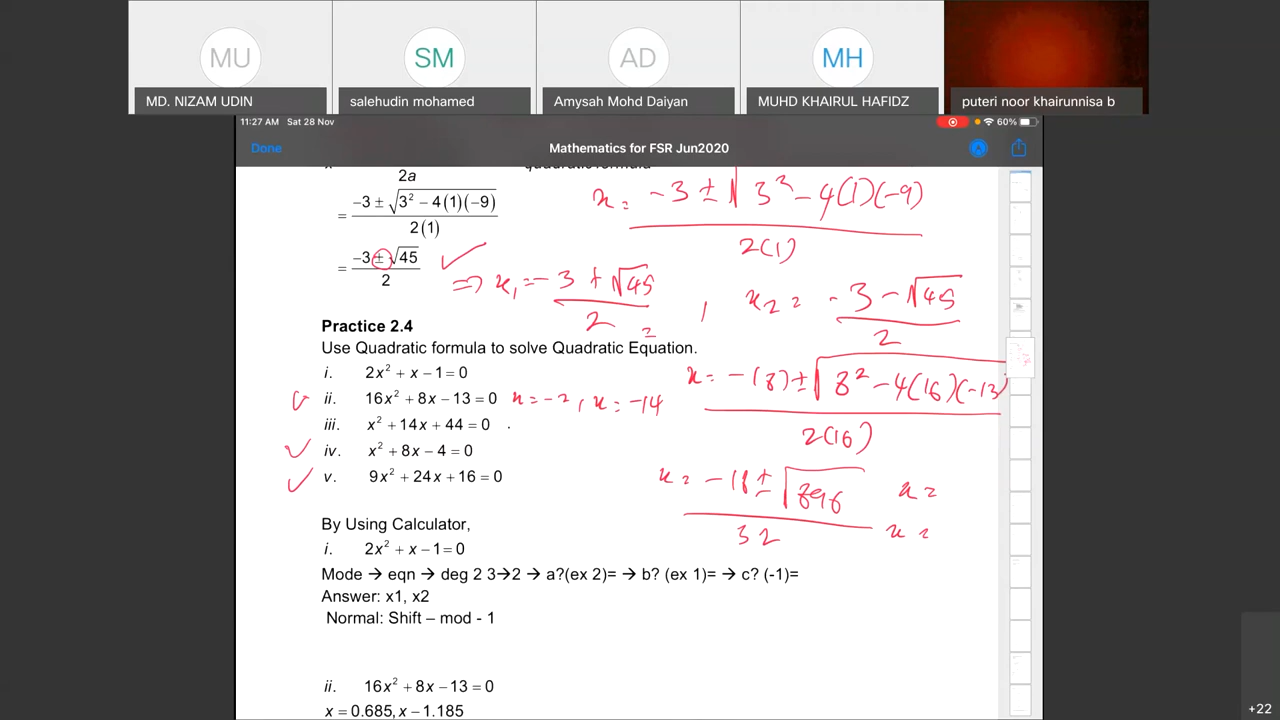 MU
SM
AD
MH
MD. NIZAM UDIN
salehudin mohamed
Amysah Mohd Daiyan
MUHD KHAIRUL HAFIDZ
puteri noor khairunnisa b
11:27 AM Sat 28 Nov
60%
Done
Mathematics for FSR Jun2020
2a
= (−3 ± √(3² − 4(1)(−9))) / 2(1)
x = (−3 ± √(3² − 4(1)(−9))) / 2(1)
= (−3 ± √45) / 2
⇒ x₁ = (−3 + √45) / 2 , x₂ = (−3 − √45) / 2
Practice 2.4
Use Quadratic formula to solve Quadratic Equation.
i. 2x² + x − 1 = 0
ii. 16x² + 8x − 13 = 0 x = −2, x = −14
iii. x² + 14x + 44 = 0
iv. x² + 8x − 4 = 0
v. 9x² + 24x + 16 = 0
x = (−(8) ± √(8² − 4(16)(−13))) / 2(16)
x = (−18 ± √896) / 32
x =
x =
By Using Calculator,
i. 2x² + x − 1 = 0
Mode → eqn → deg 2 3→2 → a?(ex 2)= → b? (ex 1)= → c? (-1)=
Answer: x1, x2
Normal: Shift – mod - 1
ii. 16x² + 8x − 13 = 0
x = 0.685, x − 1.185
+22